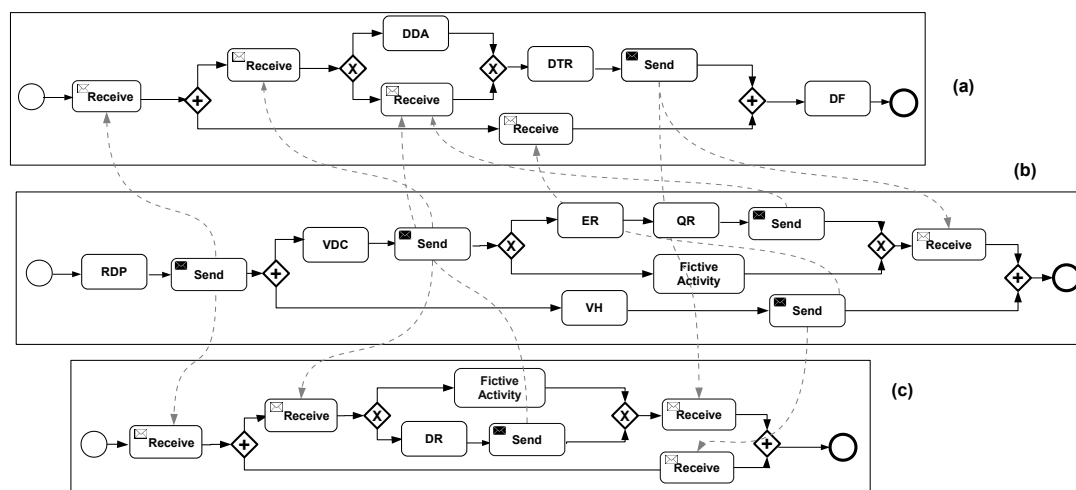 DDA
Receive
DTR
Send
Receive
Receive
DF
(a)
Receive
(b)
ER
QR
Send
VDC
Send
Receive
RDP
Send
Fictive
Activity
VH
Send
Fictive
Activity
(c)
Receive
Receive
Receive
DR
Send
Receive